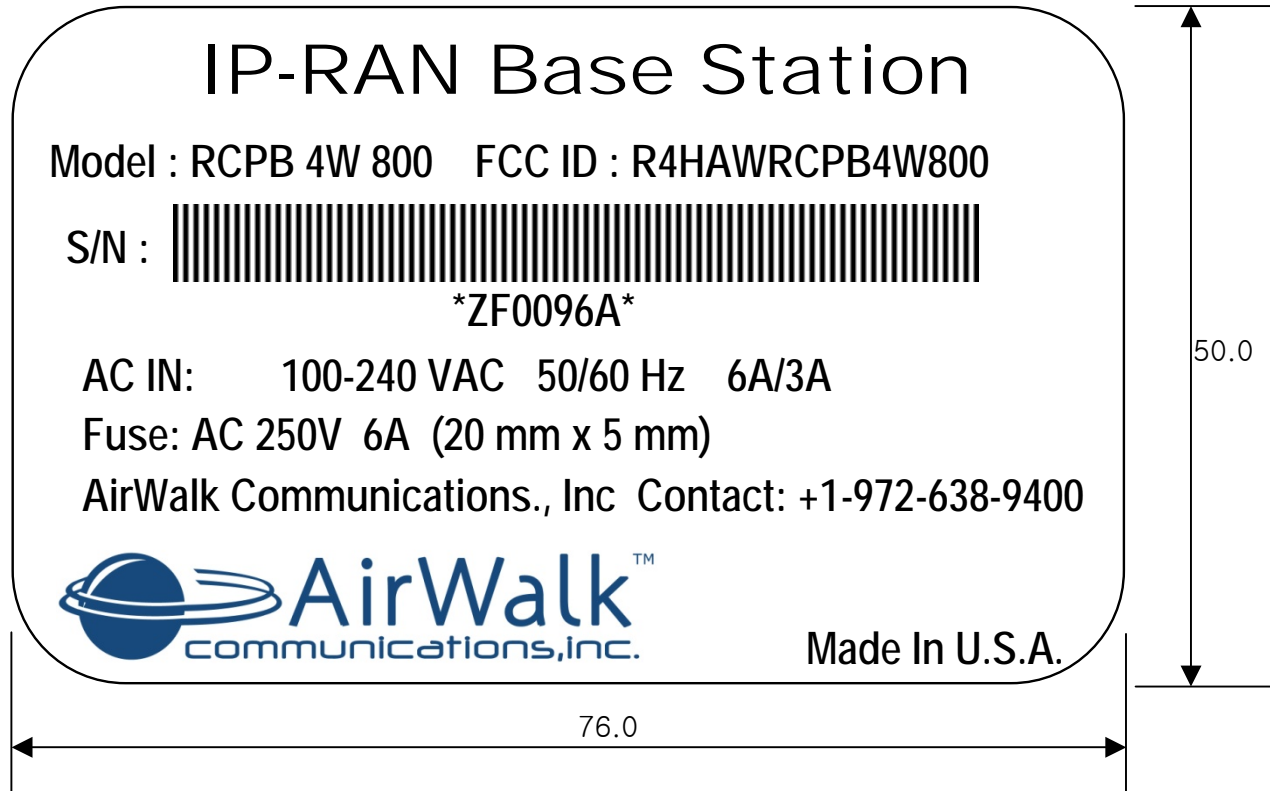 IP-RAN Base Station
Model : RCPB 4W 800 FCC ID : R4HAWRCPB4W800
S/N :
*ZF0096A*
50.0
AC IN: 100-240 VAC 50/60 Hz 6A/3A
Fuse: AC 250V 6A (20 mm x 5 mm)
AirWalk Communications., Inc Contact: +1-972-638-9400
AirWalk™
communications,inc.
Made In U.S.A.
76.0